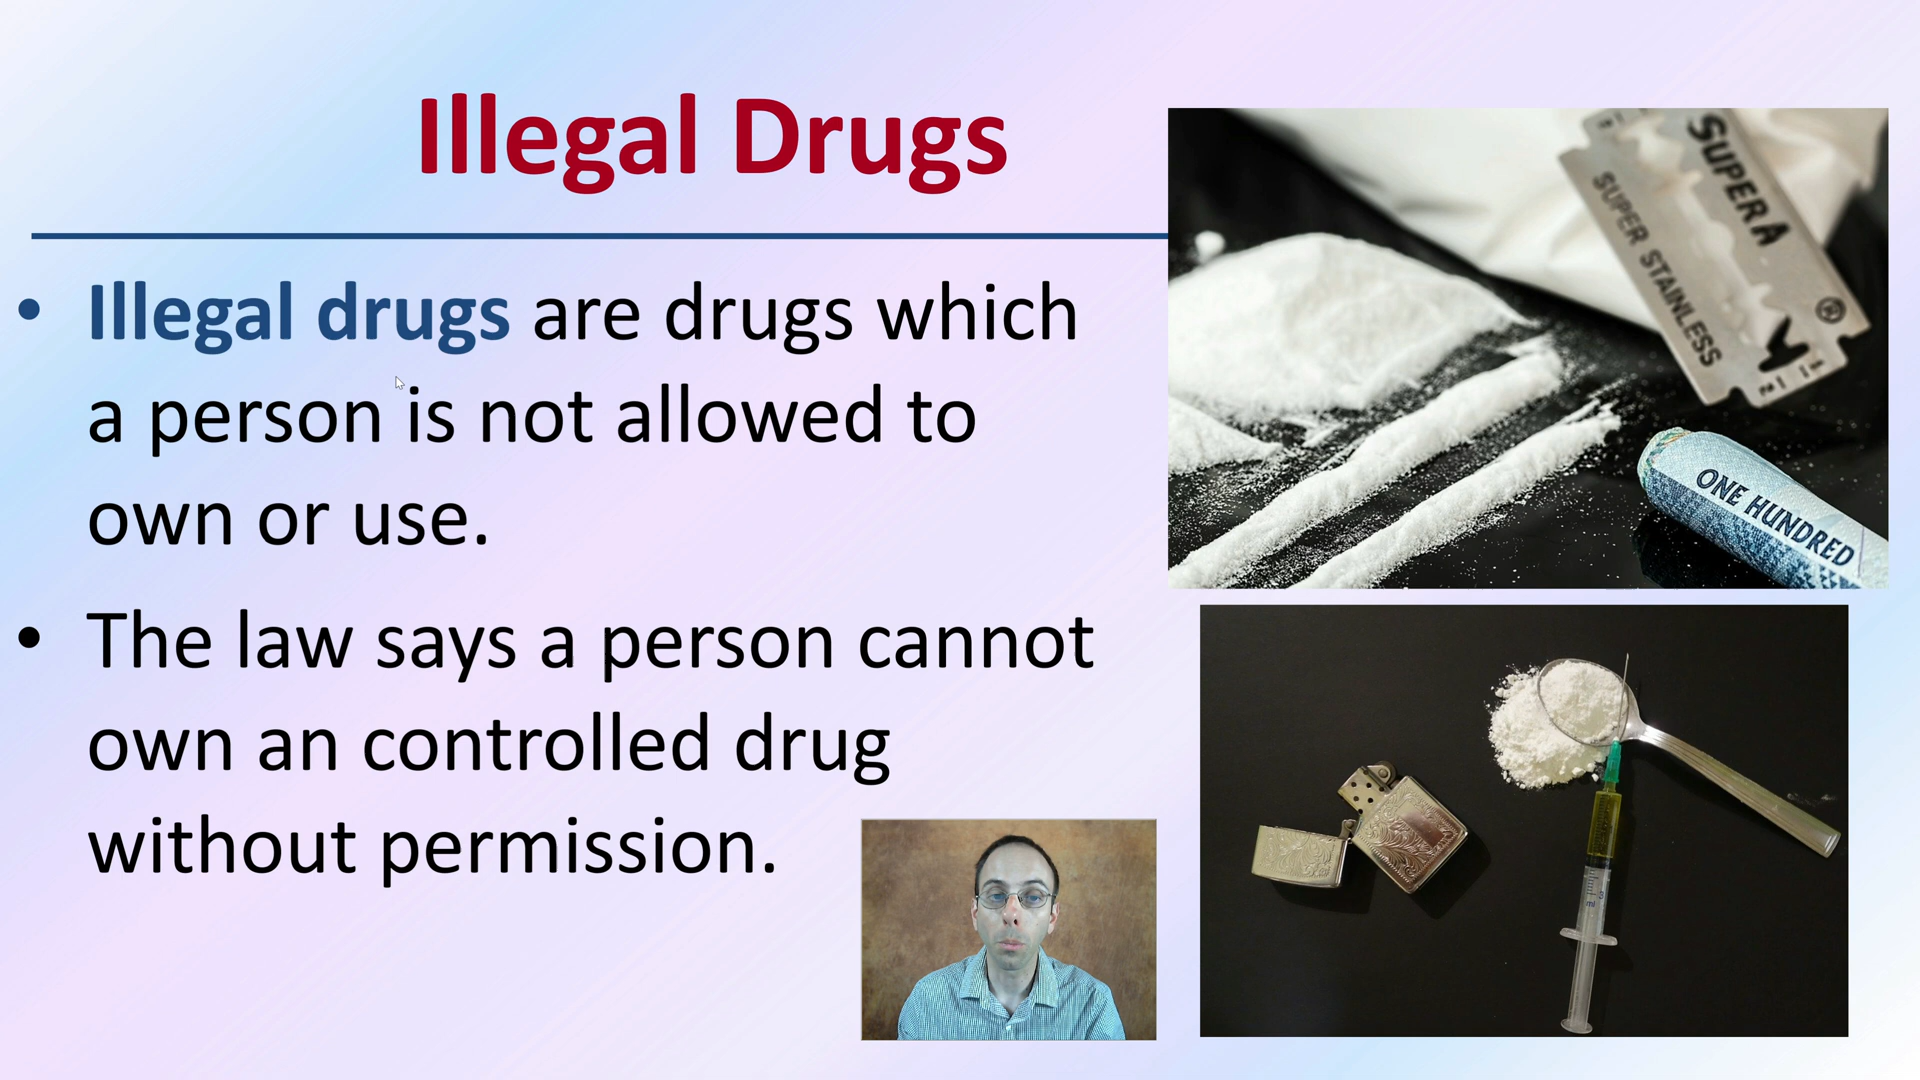 Illegal Drugs
• Illegal drugs are drugs which
a person is not allowed to
own or use.
• The law says a person cannot
own an controlled drug
without permission.
SUPERA
SUPER STAINLESS
®
ONE HUNDRED